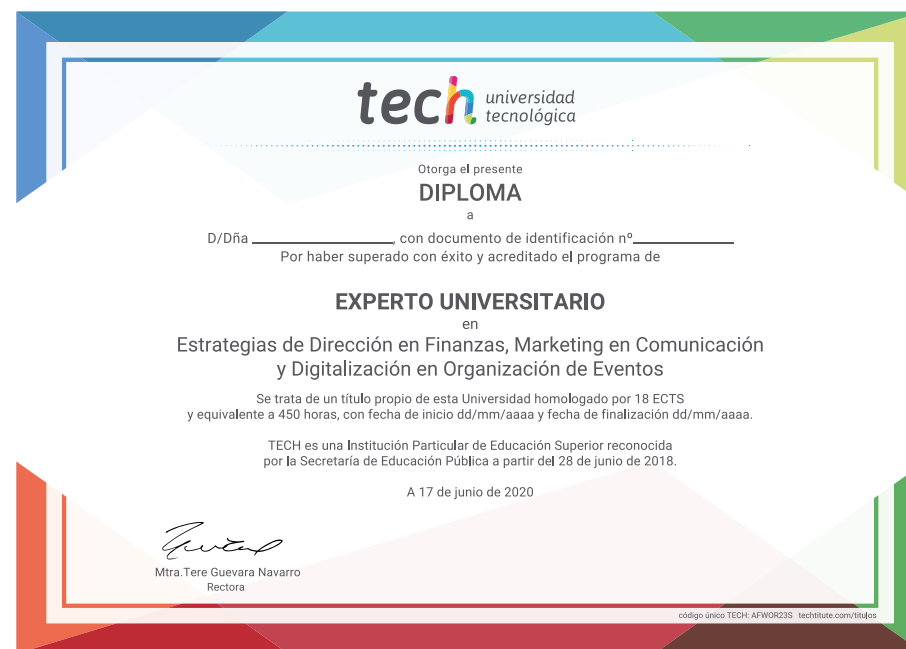 tech universidad
tecnológica
Otorga el presente
DIPLOMA
a
D/Dña ____________________, con documento de identificación nº______________
Por haber superado con éxito y acreditado el programa de
EXPERTO UNIVERSITARIO
en
Estrategias de Dirección en Finanzas, Marketing en Comunicación
y Digitalización en Organización de Eventos
Se trata de un título propio de esta Universidad homologado por 18 ECTS
y equivalente a 450 horas, con fecha de inicio dd/mm/aaaa y fecha de finalización dd/mm/aaaa.
TECH es una Institución Particular de Educación Superior reconocida
por la Secretaría de Educación Pública a partir del 28 de junio de 2018.
A 17 de junio de 2020
Mtra.Tere Guevara Navarro
Rectora
código único TECH: AFWOR23S techtitute.com/titulos